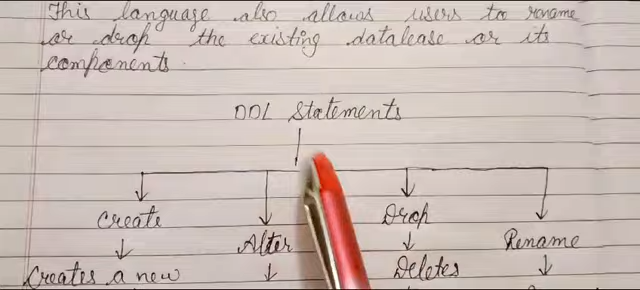 This language also allows users to rename
or drop the existing database or its
components.
DDL Statements
Create
Alter
Drop
Rename
Creates a new
Deletes